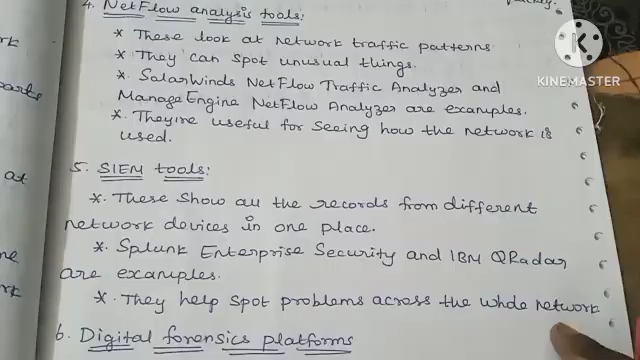 4. NetFlow analysis tools:
* These look at network traffic patterns
* They can spot unusual things.
* SolarWinds NetFlow Traffic Analyzer and
ManageEngine NetFlow Analyzer are examples.
* They're useful for seeing how the network is
used.
5. SIEM tools:
*. These show all the records from different
network devices in one place.
*. Splunk Enterprise Security and IBM QRadar
are examples.
*. They help spot problems across the whole network
6. Digital forensics platforms
at
KINEMASTER